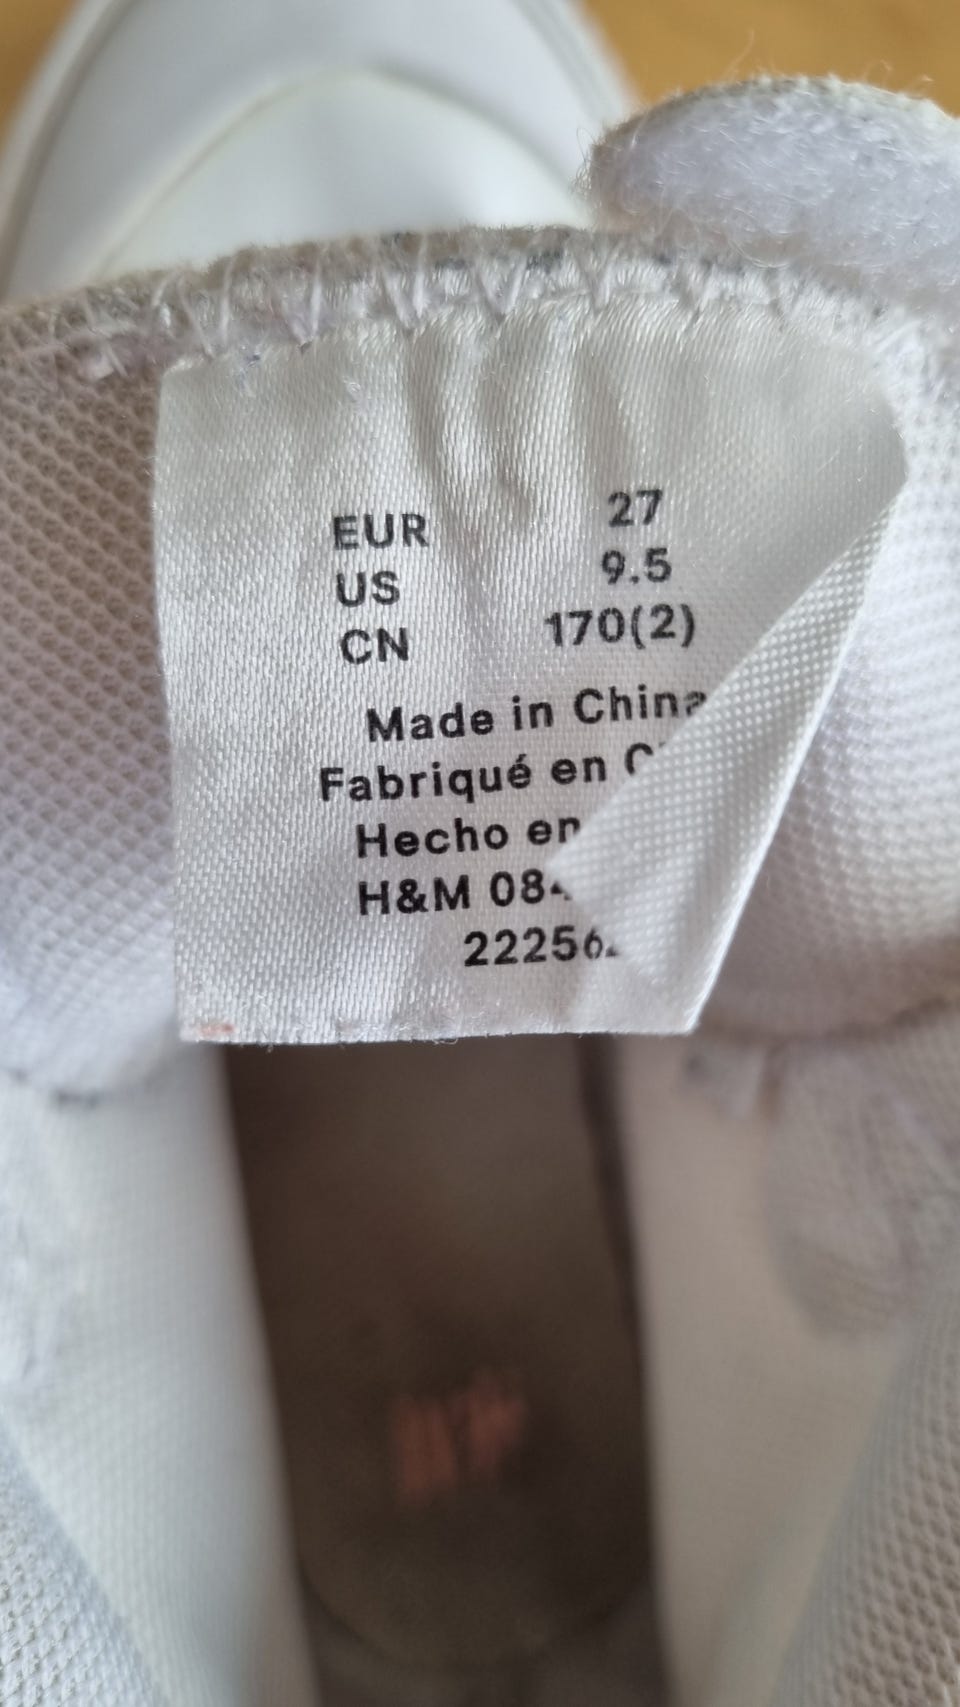 EUR 27
US 9.5
CN 170(2)
Made in China
Fabriqué en
Hecho en
H&M